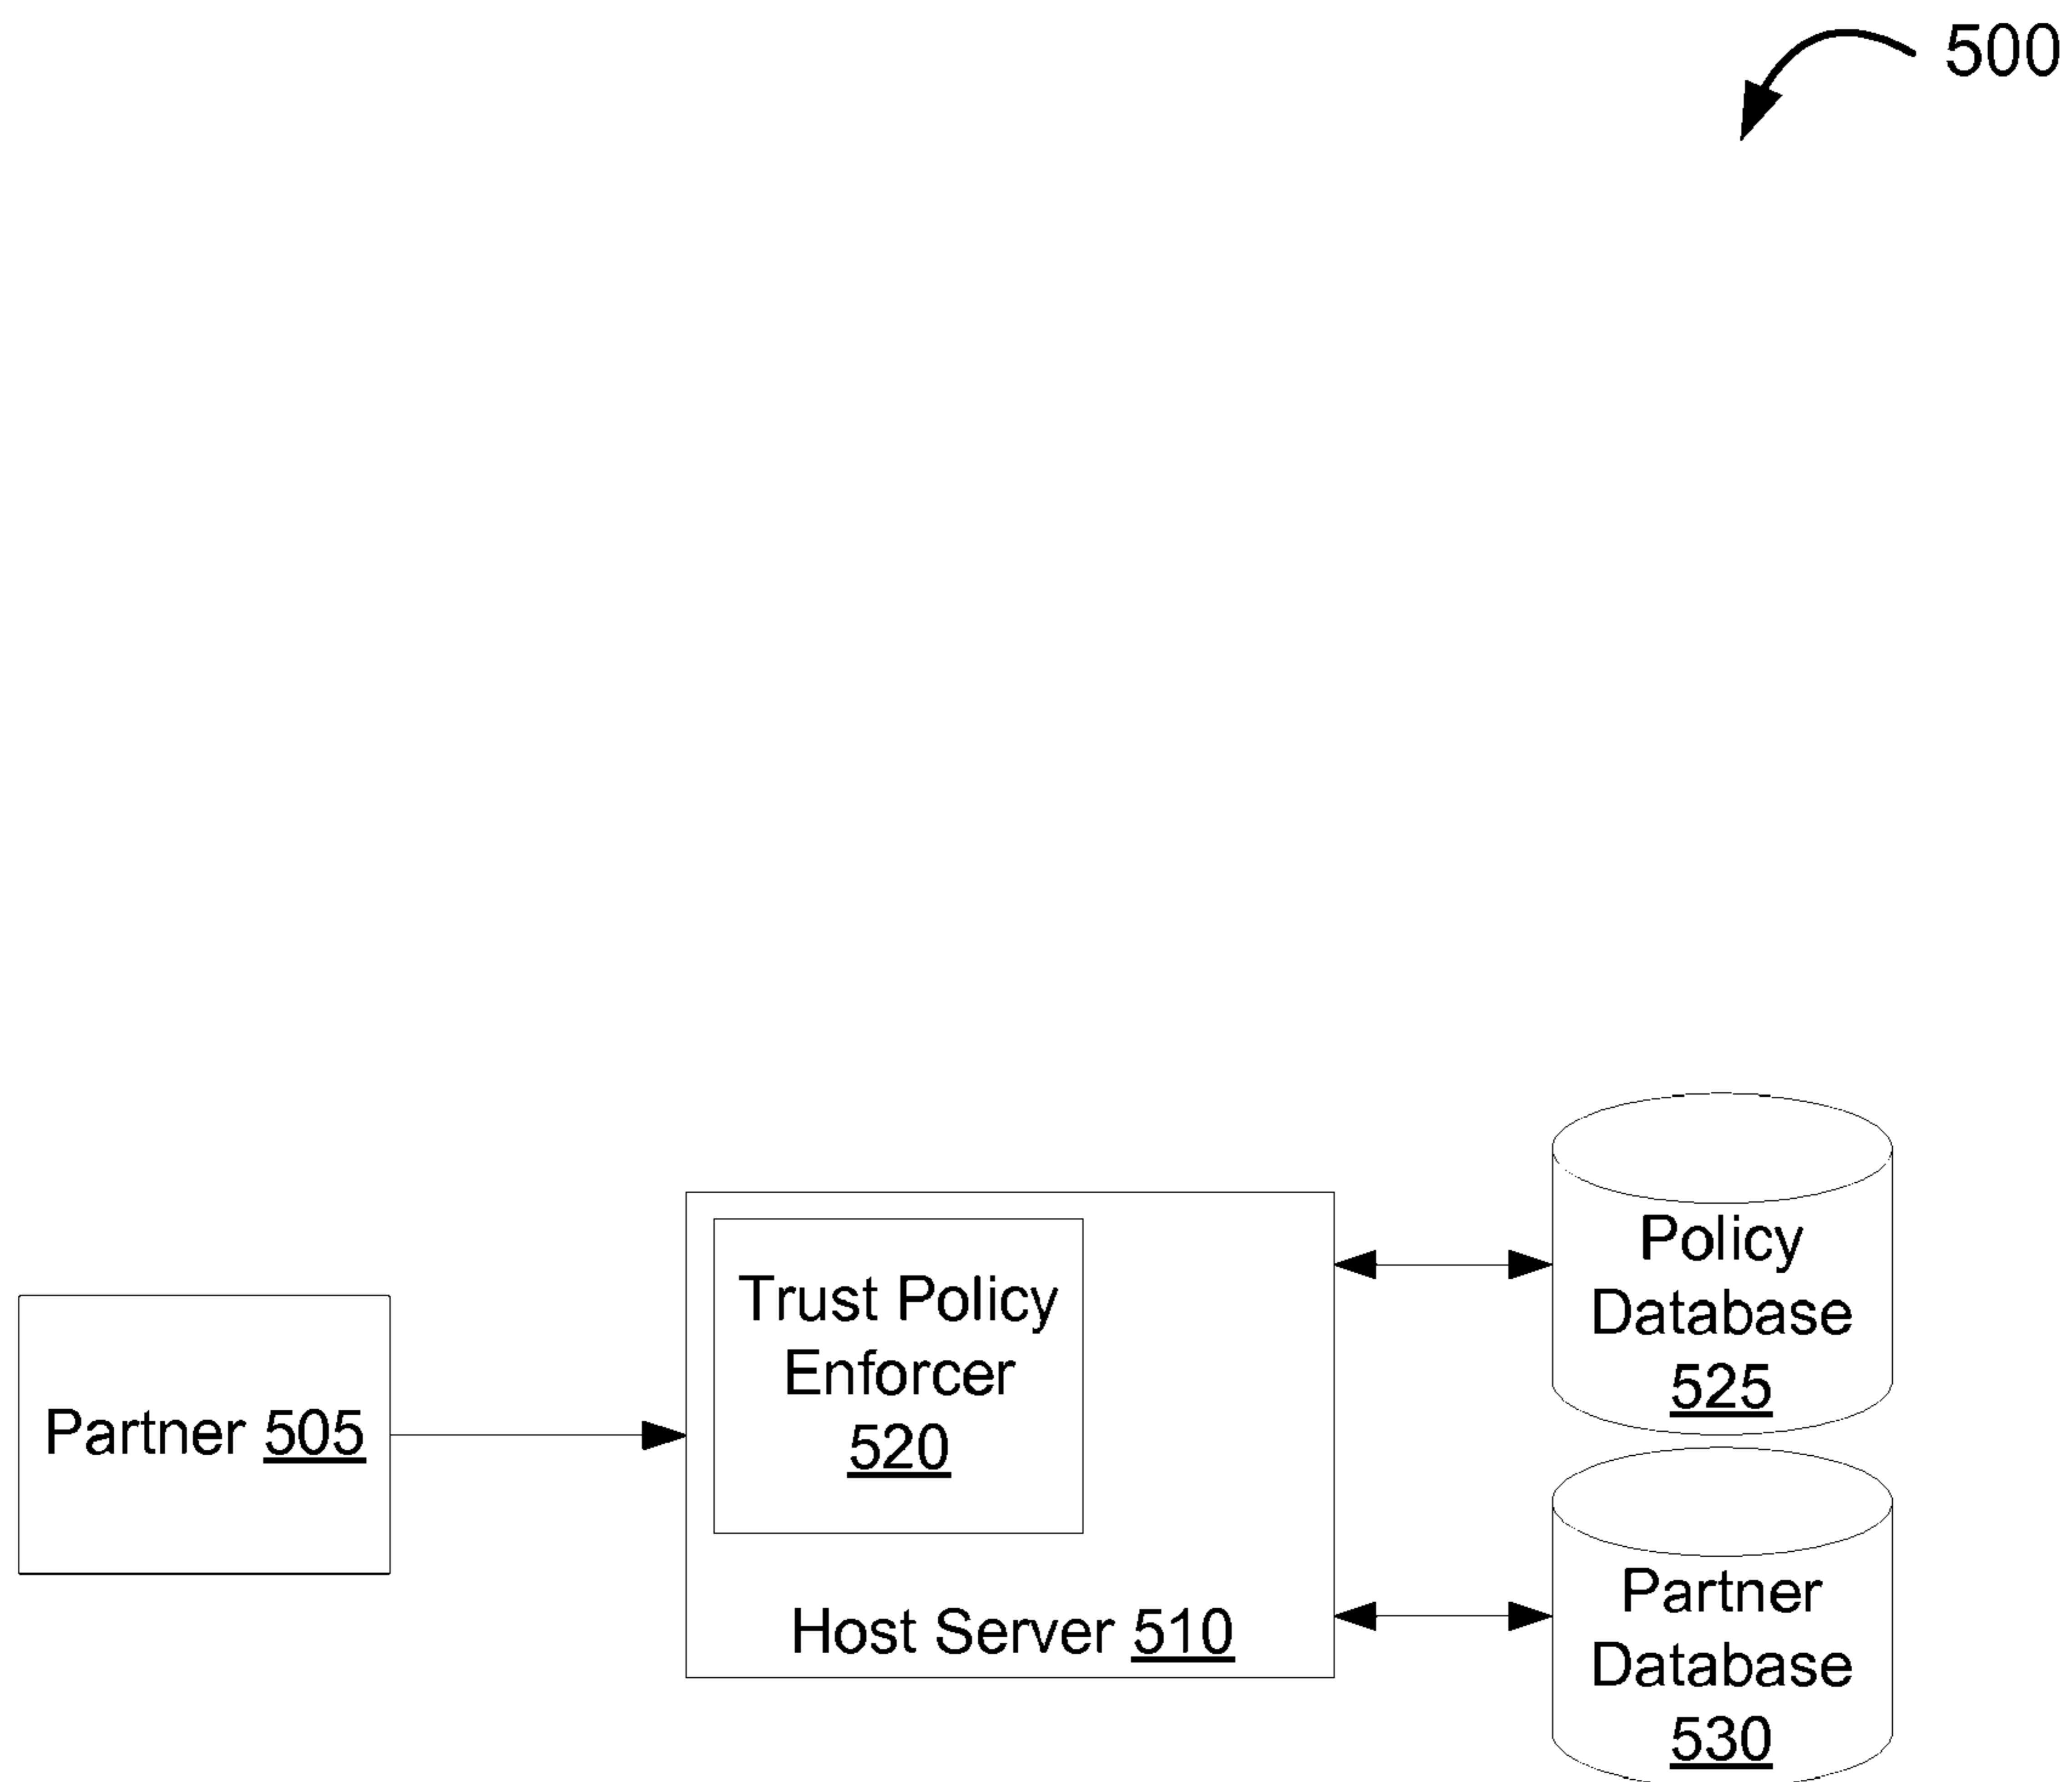 500
Partner 505
Trust Policy
Enforcer
520
Host Server 510
Policy
Database
525
Partner
Database
530